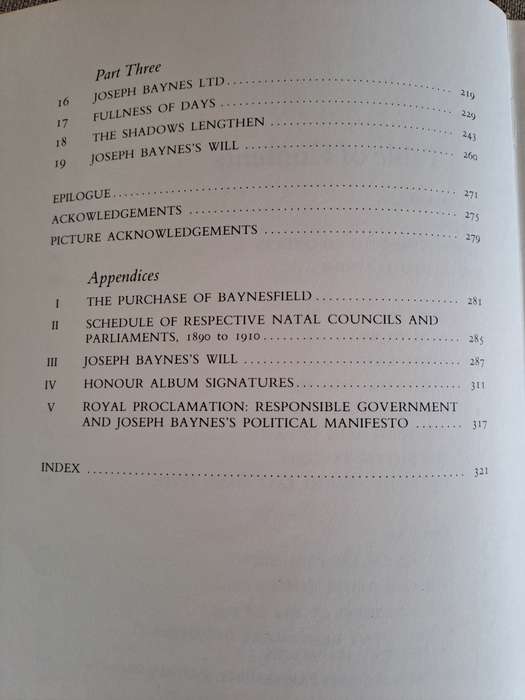 Part Three
16 JOSEPH BAYNES LTD 219
17 FULLNESS OF DAYS 229
18 THE SHADOWS LENGTHEN 243
19 JOSEPH BAYNES'S WILL 260
EPILOGUE 271
ACKOWLEDGEMENTS 275
PICTURE ACKNOWLEDGEMENTS 279
Appendices
I THE PURCHASE OF BAYNESFIELD 281
II SCHEDULE OF RESPECTIVE NATAL COUNCILS AND
PARLIAMENTS, 1890 to 1910 285
III JOSEPH BAYNES'S WILL 287
IV HONOUR ALBUM SIGNATURES 311
V ROYAL PROCLAMATION: RESPONSIBLE GOVERNMENT
AND JOSEPH BAYNES'S POLITICAL MANIFESTO 317
INDEX 321